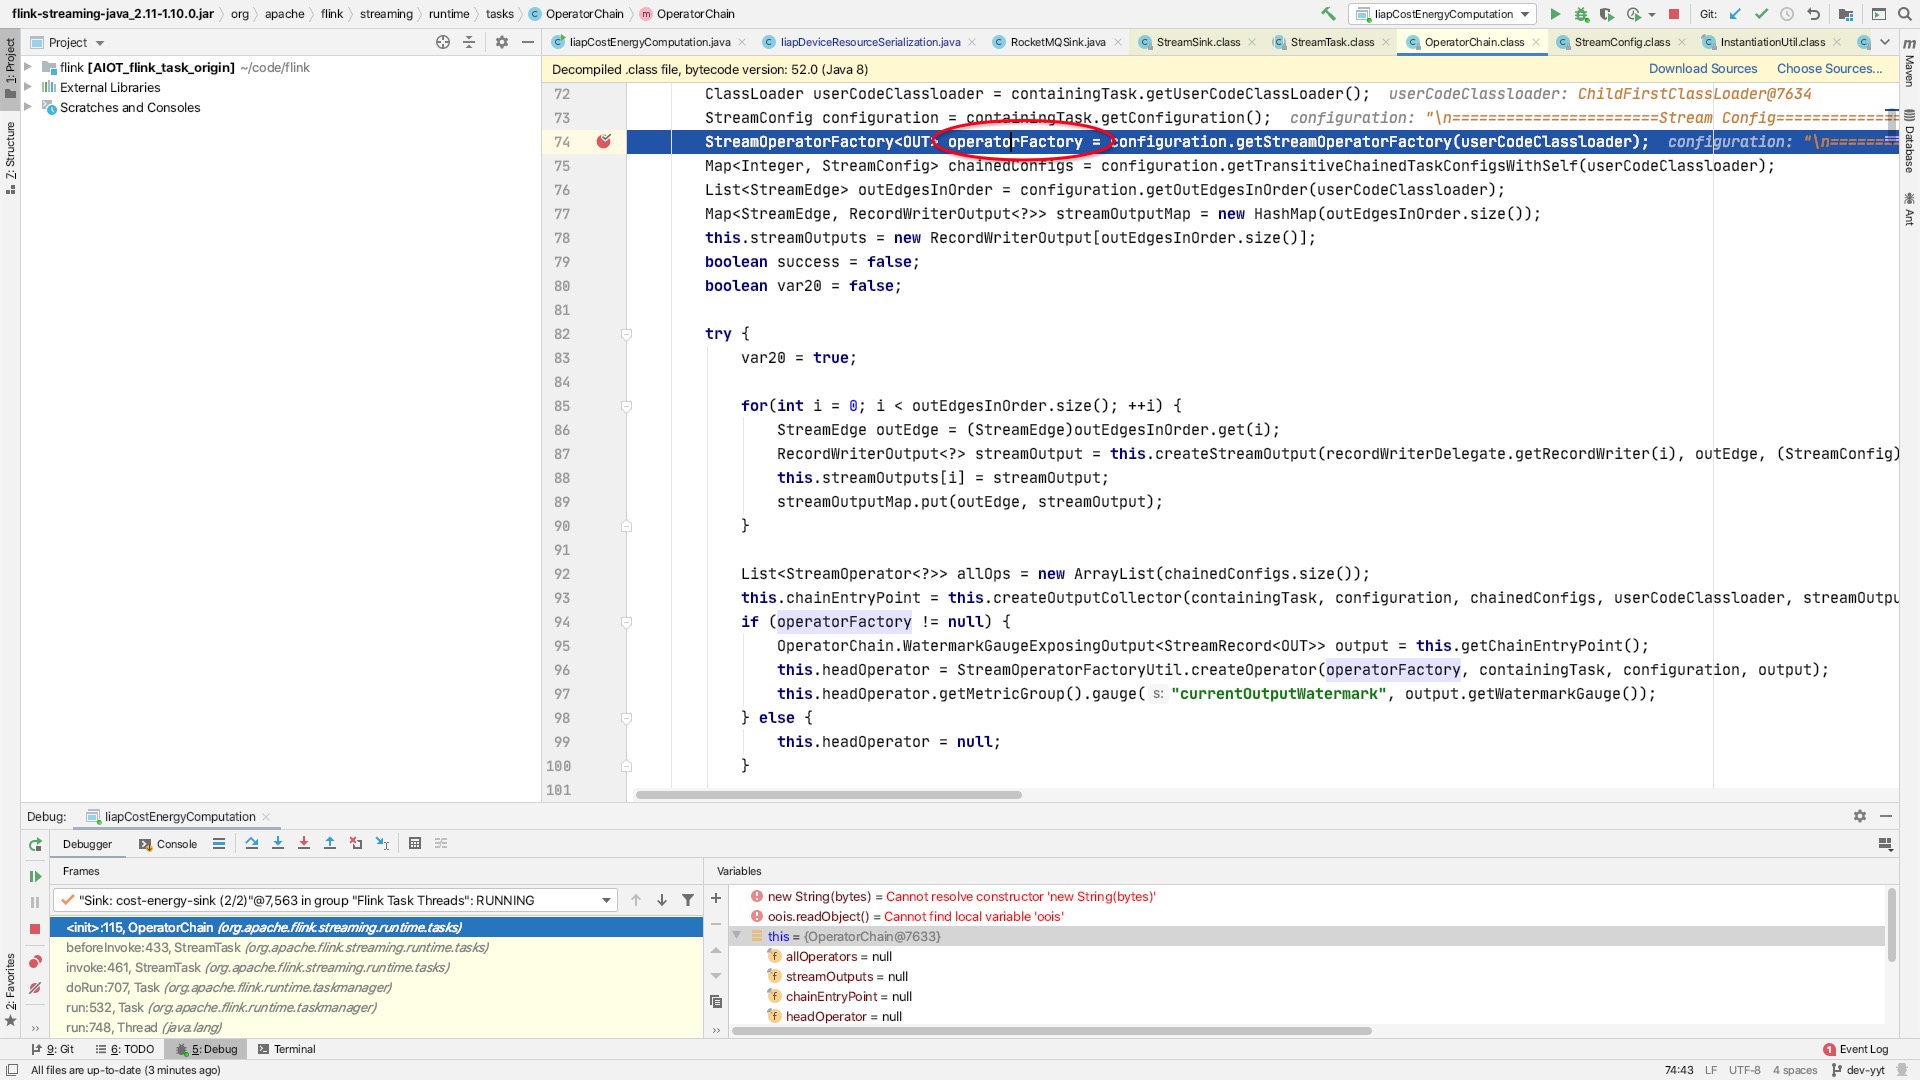 flink-streaming-java_2.11-1.10.0.jar org apache flink streaming runtime tasks OperatorChain OperatorChain IiapCostEnergyComputation Git:
1: Project Project IiapCostEnergyComputation.java IiapDeviceResourceSerialization.java RocketMQSink.java StreamSink.class StreamTask.class OperatorChain.class StreamConfig.class InstantiationUtil.class
flink [AIOT_flink_task_origin] ~/code/flink
External Libraries
Scratches and Consoles
Z: Structure
2: Favorites
Maven
Database
Ant
Decompiled .class file, bytecode version: 52.0 (Java 8) Download Sources Choose Sources...
72 ClassLoader userCodeClassloader = containingTask.getUserCodeClassLoader(); userCodeClassloader: ChildFirstClassLoader@7634
73 StreamConfig configuration = containingTask.getConfiguration(); configuration: "\n=======================Stream Config==============
74 StreamOperatorFactory<OUT> operatorFactory = configuration.getStreamOperatorFactory(userCodeClassloader); configuration: "\n========
75 Map<Integer, StreamConfig> chainedConfigs = configuration.getTransitiveChainedTaskConfigsWithSelf(userCodeClassloader);
76 List<StreamEdge> outEdgesInOrder = configuration.getOutEdgesInOrder(userCodeClassloader);
77 Map<StreamEdge, RecordWriterOutput<?>> streamOutputMap = new HashMap(outEdgesInOrder.size());
78 this.streamOutputs = new RecordWriterOutput[outEdgesInOrder.size()];
79 boolean success = false;
80 boolean var20 = false;
81
82 try {
83 var20 = true;
84
85 for(int i = 0; i < outEdgesInOrder.size(); ++i) {
86 StreamEdge outEdge = (StreamEdge)outEdgesInOrder.get(i);
87 RecordWriterOutput<?> streamOutput = this.createStreamOutput(recordWriterDelegate.getRecordWriter(i), outEdge, (StreamConfig)
88 this.streamOutputs[i] = streamOutput;
89 streamOutputMap.put(outEdge, streamOutput);
90 }
91
92 List<StreamOperator<?>> allOps = new ArrayList(chainedConfigs.size());
93 this.chainEntryPoint = this.createOutputCollector(containingTask, configuration, chainedConfigs, userCodeClassloader, streamOutpu
94 if (operatorFactory != null) {
95 OperatorChain.WatermarkGaugeExposingOutput<StreamRecord<OUT>> output = this.getChainEntryPoint();
96 this.headOperator = StreamOperatorFactoryUtil.createOperator(operatorFactory, containingTask, configuration, output);
97 this.headOperator.getMetricGroup().gauge( s: "currentOutputWatermark", output.getWatermarkGauge());
98 } else {
99 this.headOperator = null;
100 }
101
Debug: IiapCostEnergyComputation
Debugger Console
Frames
Variables
"Sink: cost-energy-sink (2/2)"@7,563 in group "Flink Task Threads": RUNNING
<init>:115, OperatorChain (org.apache.flink.streaming.runtime.tasks)
beforeInvoke:433, StreamTask (org.apache.flink.streaming.runtime.tasks)
invoke:461, StreamTask (org.apache.flink.streaming.runtime.tasks)
doRun:707, Task (org.apache.flink.runtime.taskmanager)
run:532, Task (org.apache.flink.runtime.taskmanager)
run:748, Thread (java.lang)
new String(bytes) = Cannot resolve constructor 'new String(bytes)'
oois.readObject() = Cannot find local variable 'oois'
this = {OperatorChain@7633}
allOperators = null
streamOutputs = null
chainEntryPoint = null
headOperator = null
9: Git 6: TODO 5: Debug Terminal 1 Event Log
All files are up-to-date (3 minutes ago) 74:43 LF UTF-8 4 spaces dev-yyt